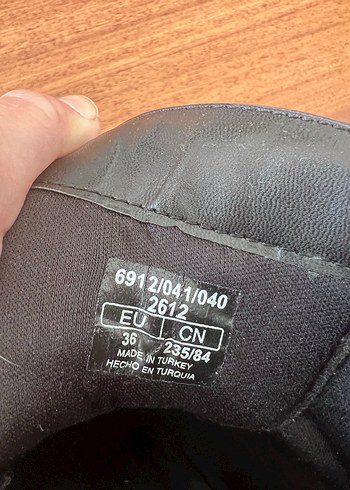 6912/041/040
2612
EU CN
36 235/84
MADE IN TURKEY
HECHO EN TURQUIA